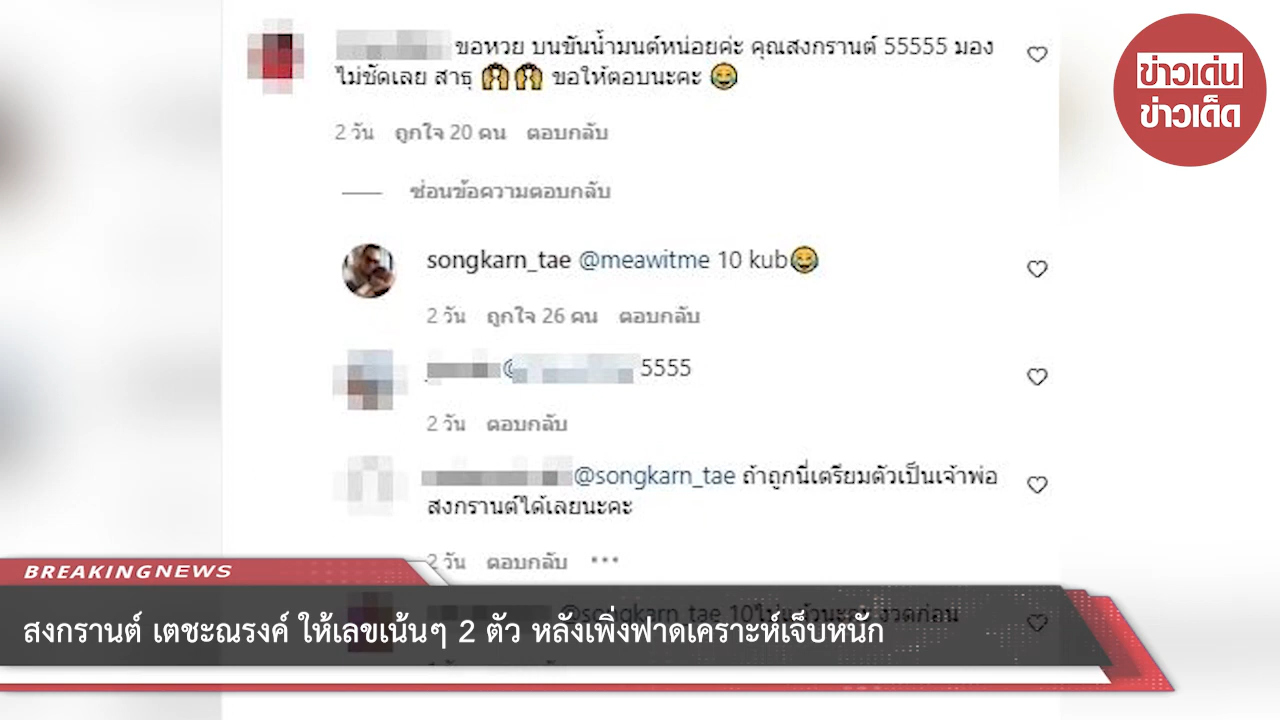 ขอหวย บนขันน้ำมนต์หน่อยค่ะ คุณสงกรานต์ 55555 มอง
ไม่ชัดเลย สาธุ 🙌🙌 ขอให้ตอบนะคะ 😂
2 วัน ถูกใจ 20 คน ตอบกลับ
ซ่อนข้อความตอบกลับ
songkarn_tae @meawitme 10 kub😂
2 วัน ถูกใจ 26 คน ตอบกลับ
@ 5555
2 วัน ตอบกลับ
@songkarn_tae ถ้าถูกนี่เตรียมตัวเป็นเจ้าพ่อ
สงกรานต์ได้เลยนะคะ
2 วัน ตอบกลับ •••
@songkarn_tae
ข่าวเด่น
ข่าวเด็ด
BREAKINGNEWS
สงกรานต์ เตชะณรงค์ ให้เลขเน้นๆ 2 ตัว หลังเพิ่งฟาดเคราะห์เจ็บหนัก